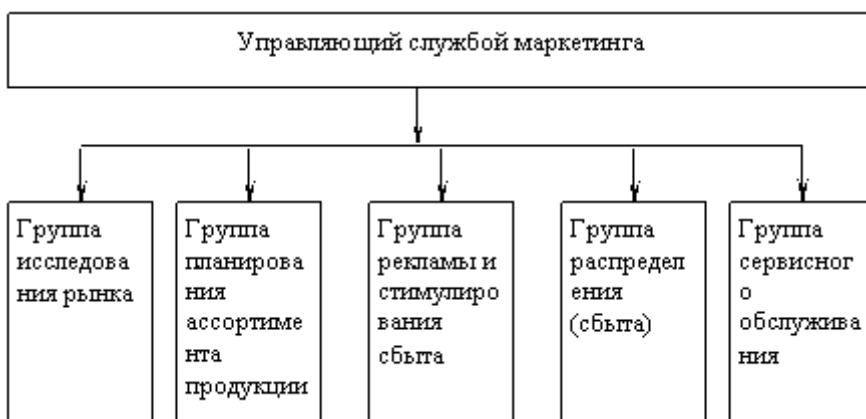 Управляющий службой маркетинга
Группа
исследова
ния рынка
Группа
планирова
ния
ассортиме
нта
продукции
Группа
рекламы и
стимулиро
вания
сбыта
Группа
распредел
ения
(сбыта)
Группа
сервисног
о
обслужива
ния